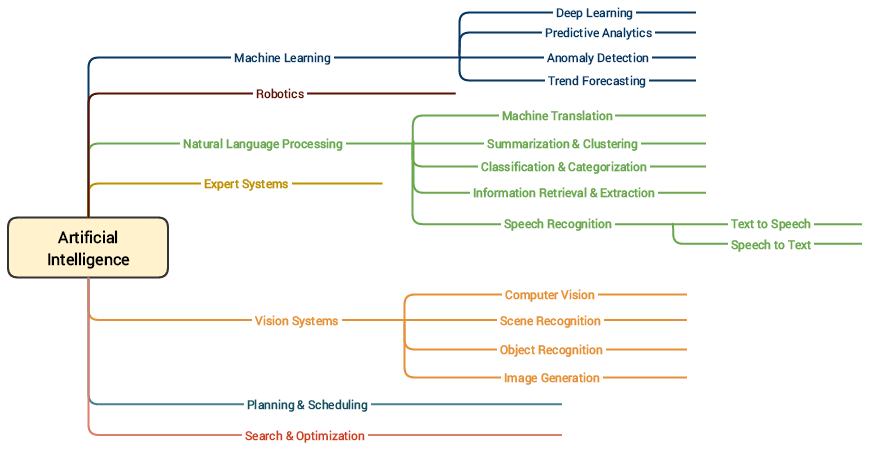 Deep Learning
Predictive Analytics
Machine Learning
Anomaly Detection
Trend Forecasting
Robotics
Machine Translation
Natural Language Processing
Summarization & Clustering
Classification & Categorization
Expert Systems
Information Retrieval & Extraction
Speech Recognition
Text to Speech
Speech to Text
Artificial
Intelligence
Computer Vision
Vision Systems
Scene Recognition
Object Recognition
Image Generation
Planning & Scheduling
Search & Optimization